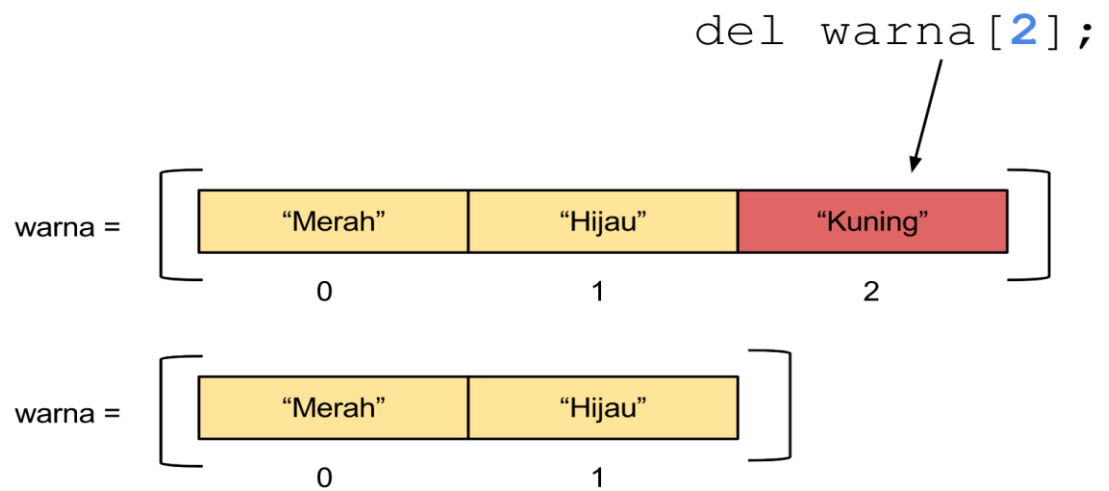 del warna[2];
warna =
“Merah” “Hijau” “Kuning”
0 1 2
warna =
“Merah” “Hijau”
0 1